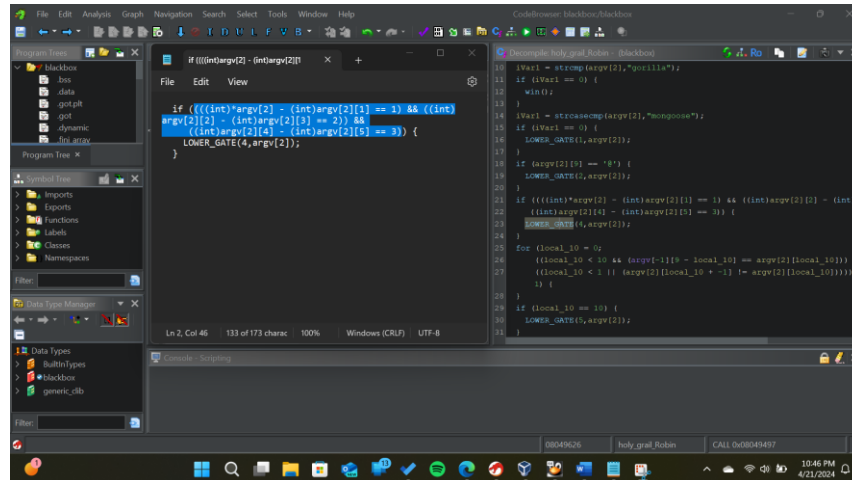 File Edit Analysis Graph Navigation Search Select Tools Window Help
CodeBrowser: blackbox:/blackbox
Program Trees
blackbox
.bss
.data
.got.plt
.got
.dynamic
.fini_array
Program Tree ×
Symbol Tree
Imports
Exports
Functions
Labels
Classes
Namespaces
Filter:
Data Type Manager
Data Types
BuiltInTypes
blackbox
generic_clib
Filter:
if ((((int)argv[2] - (int)argv[2][1
File Edit View
if ((((int)*argv[2] - (int)argv[2][1] == 1) && ((int)
argv[2][2] - (int)argv[2][3] == 2)) &&
((int)argv[2][4] - (int)argv[2][5] == 3)) {
LOWER_GATE(4,argv[2]);
}
Ln 2, Col 46 133 of 173 charac 100% Windows (CRLF) UTF-8
Decompile: holy_grail_Robin - (blackbox)
10 iVar1 = strcmp(argv[2],"gorilla");
11 if (iVar1 == 0) {
12 win();
13 }
14 iVar1 = strcasecmp(argv[2],"mongoose");
15 if (iVar1 == 0) {
16 LOWER_GATE(1,argv[2]);
17 }
18 if (argv[2][9] == '@') {
19 LOWER_GATE(2,argv[2]);
20 }
21 if ((((int)*argv[2] - (int)argv[2][1] == 1) && ((int)argv[2][2] - (int
22 ((int)argv[2][4] - (int)argv[2][5] == 3)) {
23 LOWER_GATE(4,argv[2]);
24 }
25 for (local_10 = 0;
26 ((local_10 < 10 && (argv[-1][9 - local_10] == argv[2][local_10]))
27 ((local_10 < 1 || (argv[2][local_10 + -1] != argv[2][local_10]))))
1) {
28 }
29 if (local_10 == 10) {
30 LOWER_GATE(5,argv[2]);
31 }
Console - Scripting
08049626 holy_grail_Robin CALL 0x08049497
10:46 PM
4/21/2024